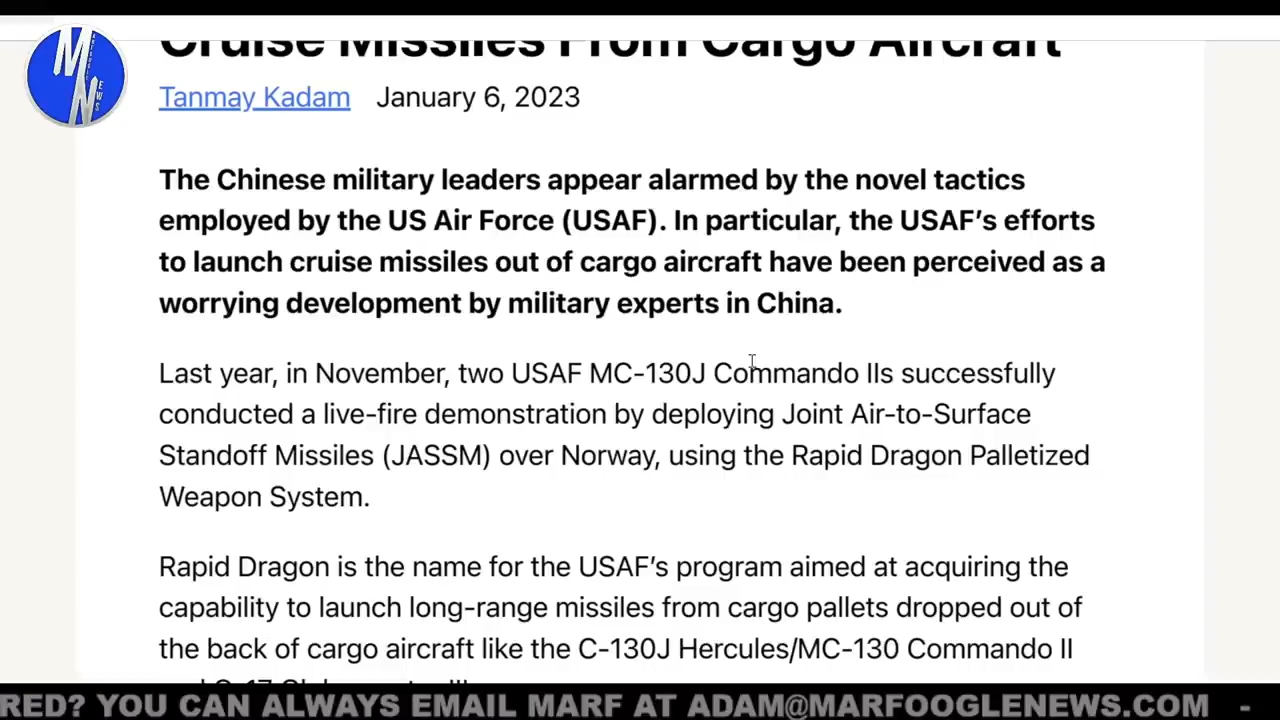 Cruise Missiles From Cargo Aircraft
Tanmay Kadam January 6, 2023
The Chinese military leaders appear alarmed by the novel tactics
employed by the US Air Force (USAF). In particular, the USAF’s efforts
to launch cruise missiles out of cargo aircraft have been perceived as a
worrying development by military experts in China.
Last year, in November, two USAF MC-130J Commando IIs successfully
conducted a live-fire demonstration by deploying Joint Air-to-Surface
Standoff Missiles (JASSM) over Norway, using the Rapid Dragon Palletized
Weapon System.
Rapid Dragon is the name for the USAF’s program aimed at acquiring the
capability to launch long-range missiles from cargo pallets dropped out of
the back of cargo aircraft like the C-130J Hercules/MC-130 Commando II
RED? YOU CAN ALWAYS EMAIL MARF AT ADAM@MARFOOGLENEWS.COM -